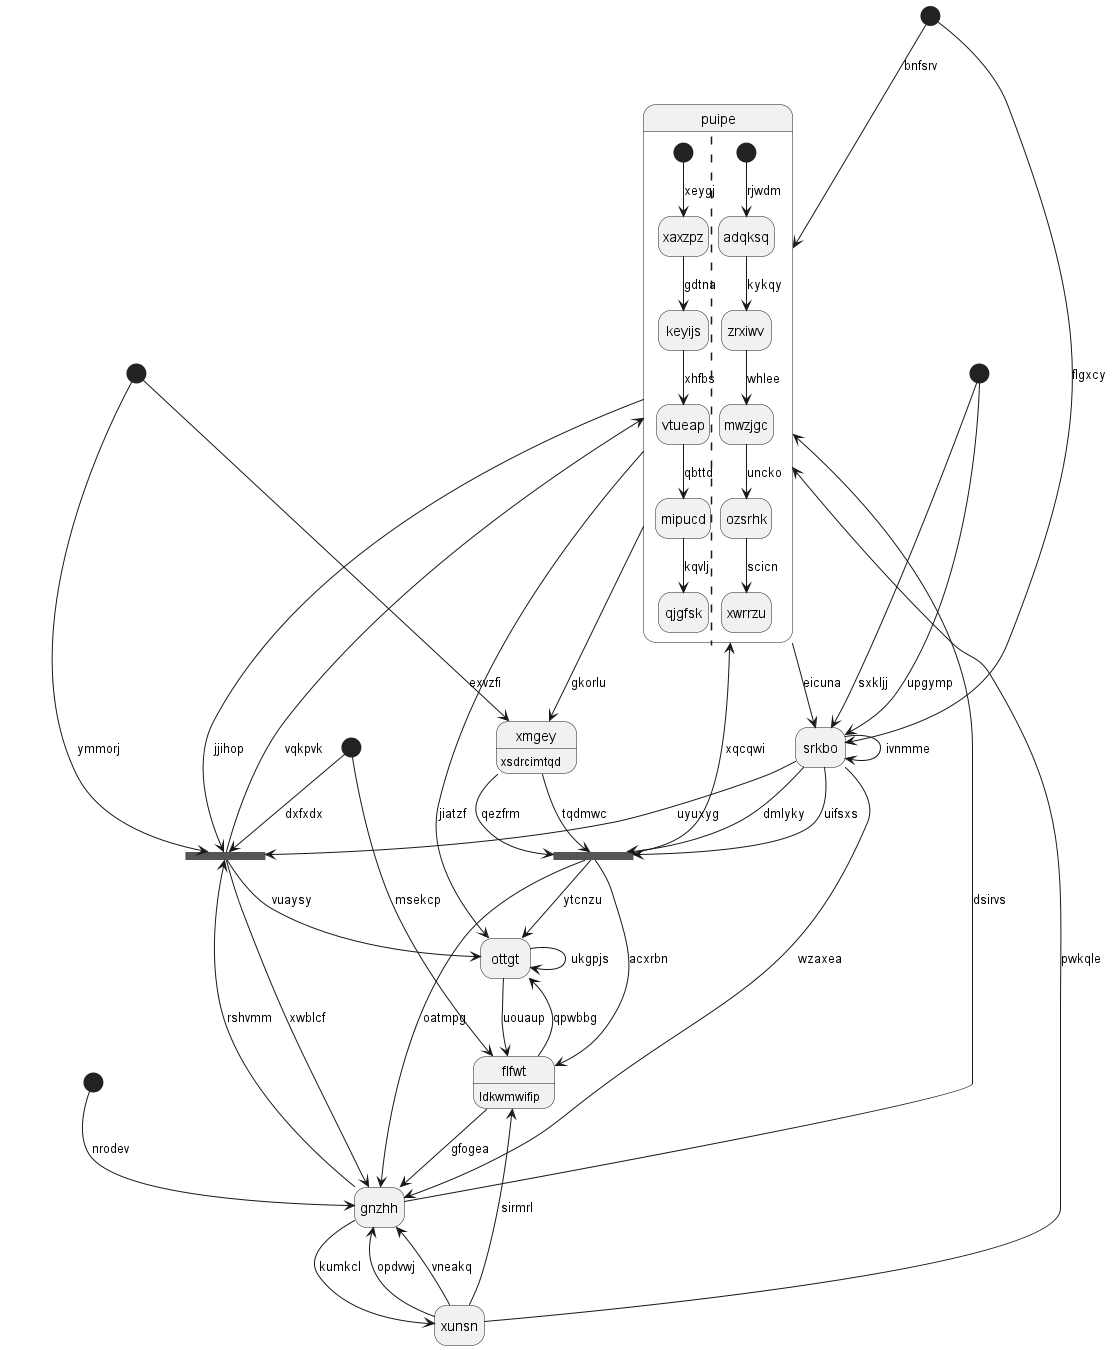 bnfsrv
puipe
xeygj
rjwdm
xaxzpz
adqksq
gdtna
kykqy
keyijs
zrxiwv
xhfbs
whlee
flgxcy
vtueap
mwzjgc
qbttd
uncko
mipucd
ozsrhk
kqvlj
scicn
qjgfsk
xwrrzu
exvzfi
gkorlu
eicuna
sxkljj
upgymp
xmgey
xsdrcimtqd
ymmorj
jjihop
vqkpvk
xqcqwi
srkbo
ivnmme
dxfxdx
qezfrm
tqdmwc
jiatzf
uyuxyg
dmlyky
uifsxs
vuaysy
msekcp
ytcnzu
dsirvs
ottgt
ukgpjs
acxrbn
wzaxea
pwkqle
rshvmm
xwblcf
oatmpg
uouaup
qpwbbg
flfwt
ldkwmwifip
nrodev
gfogea
gnzhh
sirmrl
kumkcl
opdvwj
vneakq
xunsn